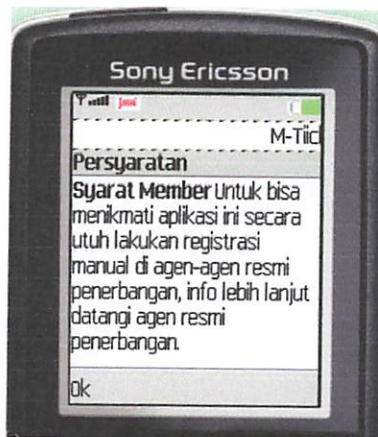 Sony Ericsson
M-Tic
Persyaratan
Syarat Member Untuk bisa
menikmati aplikasi ini secara
utuh lakukan registrasi
manual di agen-agen resmi
penerbangan, info lebih lanjut
datangi agen resmi
penerbangan.
Ok